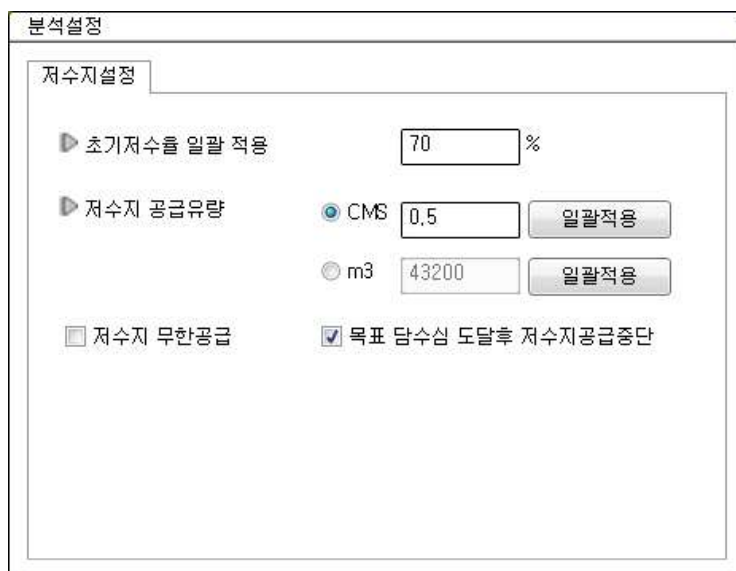 분석설정
저수지설정
초기저수율 일괄 적용 70 %
저수지 공급유량 CMS 0.5 일괄적용
m3 43200 일괄적용
저수지 무한공급 목표 담수심 도달후 저수지공급중단